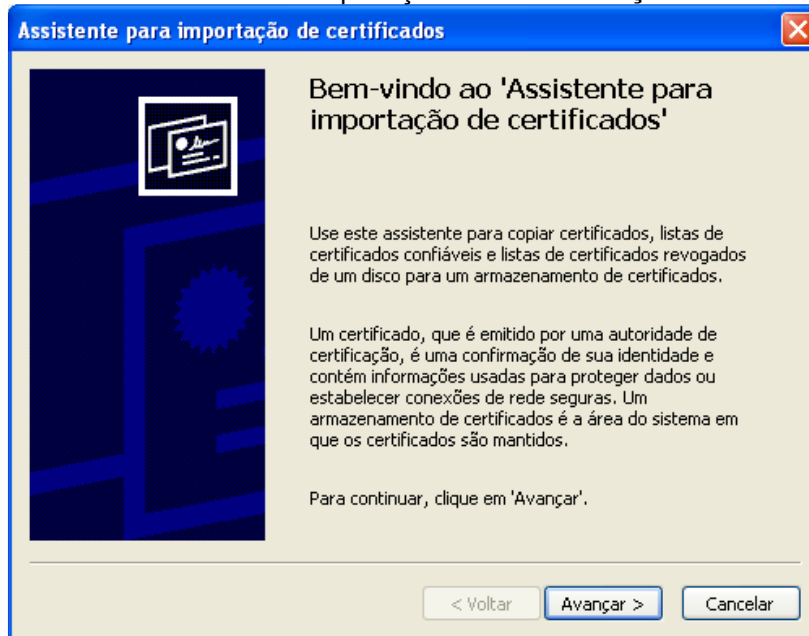 Assistente para importação de certificados
Bem-vindo ao 'Assistente para
importação de certificados'
Use este assistente para copiar certificados, listas de
certificados confiáveis e listas de certificados revogados
de um disco para um armazenamento de certificados.
Um certificado, que é emitido por uma autoridade de
certificação, é uma confirmação de sua identidade e
contém informações usadas para proteger dados ou
estabelecer conexões de rede seguras. Um
armazenamento de certificados é a área do sistema em
que os certificados são mantidos.
Para continuar, clique em 'Avançar'.
< Voltar Avançar > Cancelar